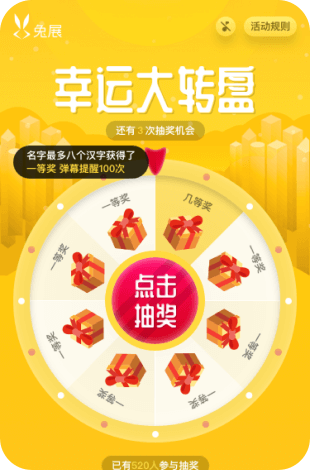 兔展
活动规则
幸运大转盘
还有 3 次抽奖机会
名字最多八个汉字获得了
一等奖 弹幕提醒100次
一等奖
几等奖
一等奖
一等奖
点击
抽奖
一等奖
一等奖
一等奖
一等奖
已有520人参与抽奖